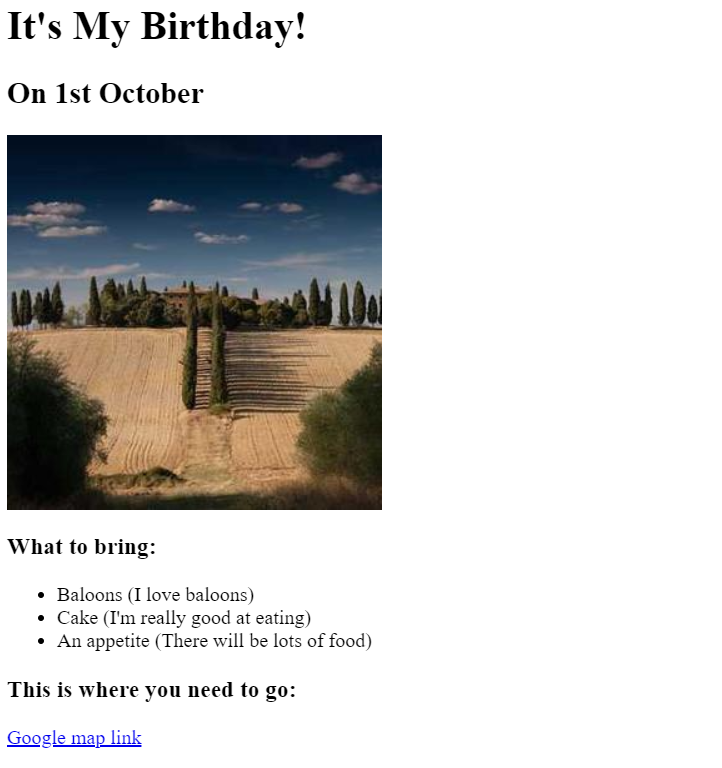 It's My Birthday!
On 1st October
What to bring:
Baloons (I love baloons)
Cake (I'm really good at eating)
An appetite (There will be lots of food)
This is where you need to go:
Google map link